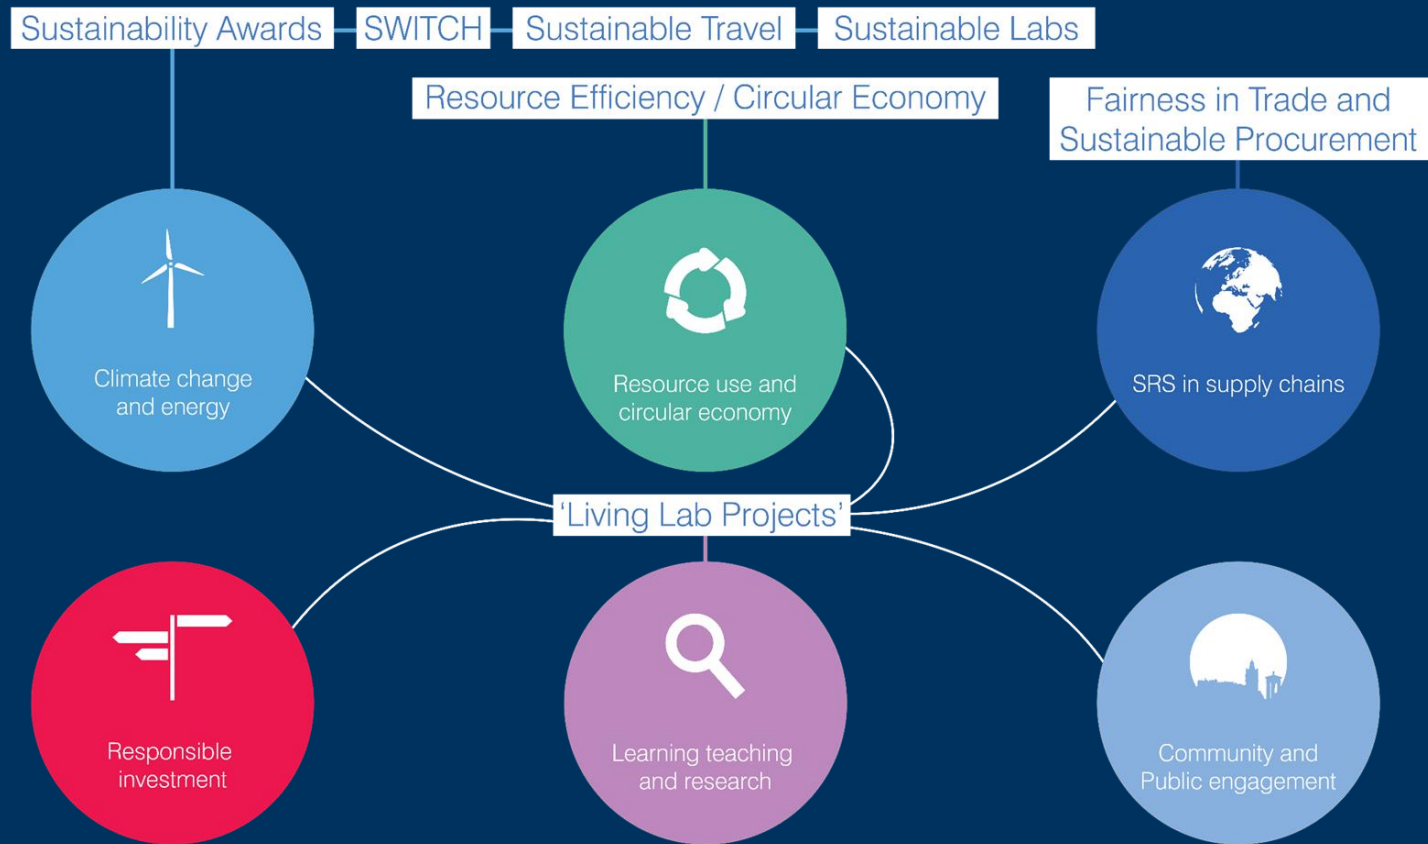 Sustainability Awards SWITCH Sustainable Travel Sustainable Labs
Resource Efficiency / Circular Economy
Fairness in Trade and
Sustainable Procurement
Climate change
and energy
Resource use and
circular economy
SRS in supply chains
‘Living Lab Projects’
Responsible
investment
Learning teaching
and research
Community and
Public engagement